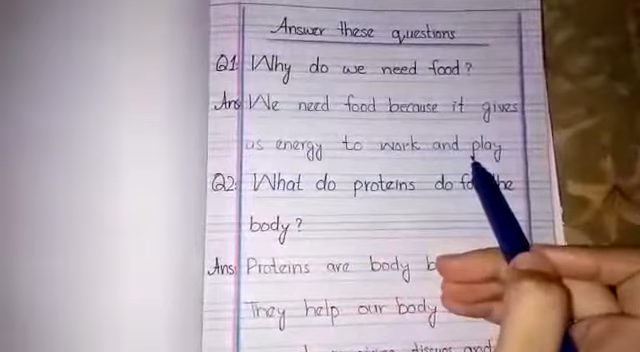 Answer these questions
Q1: Why do we need food?
Ans We need food because it gives
us energy to work and play
Q2: What do proteins do the
body?
Ans: Proteins are body
They help our body
and